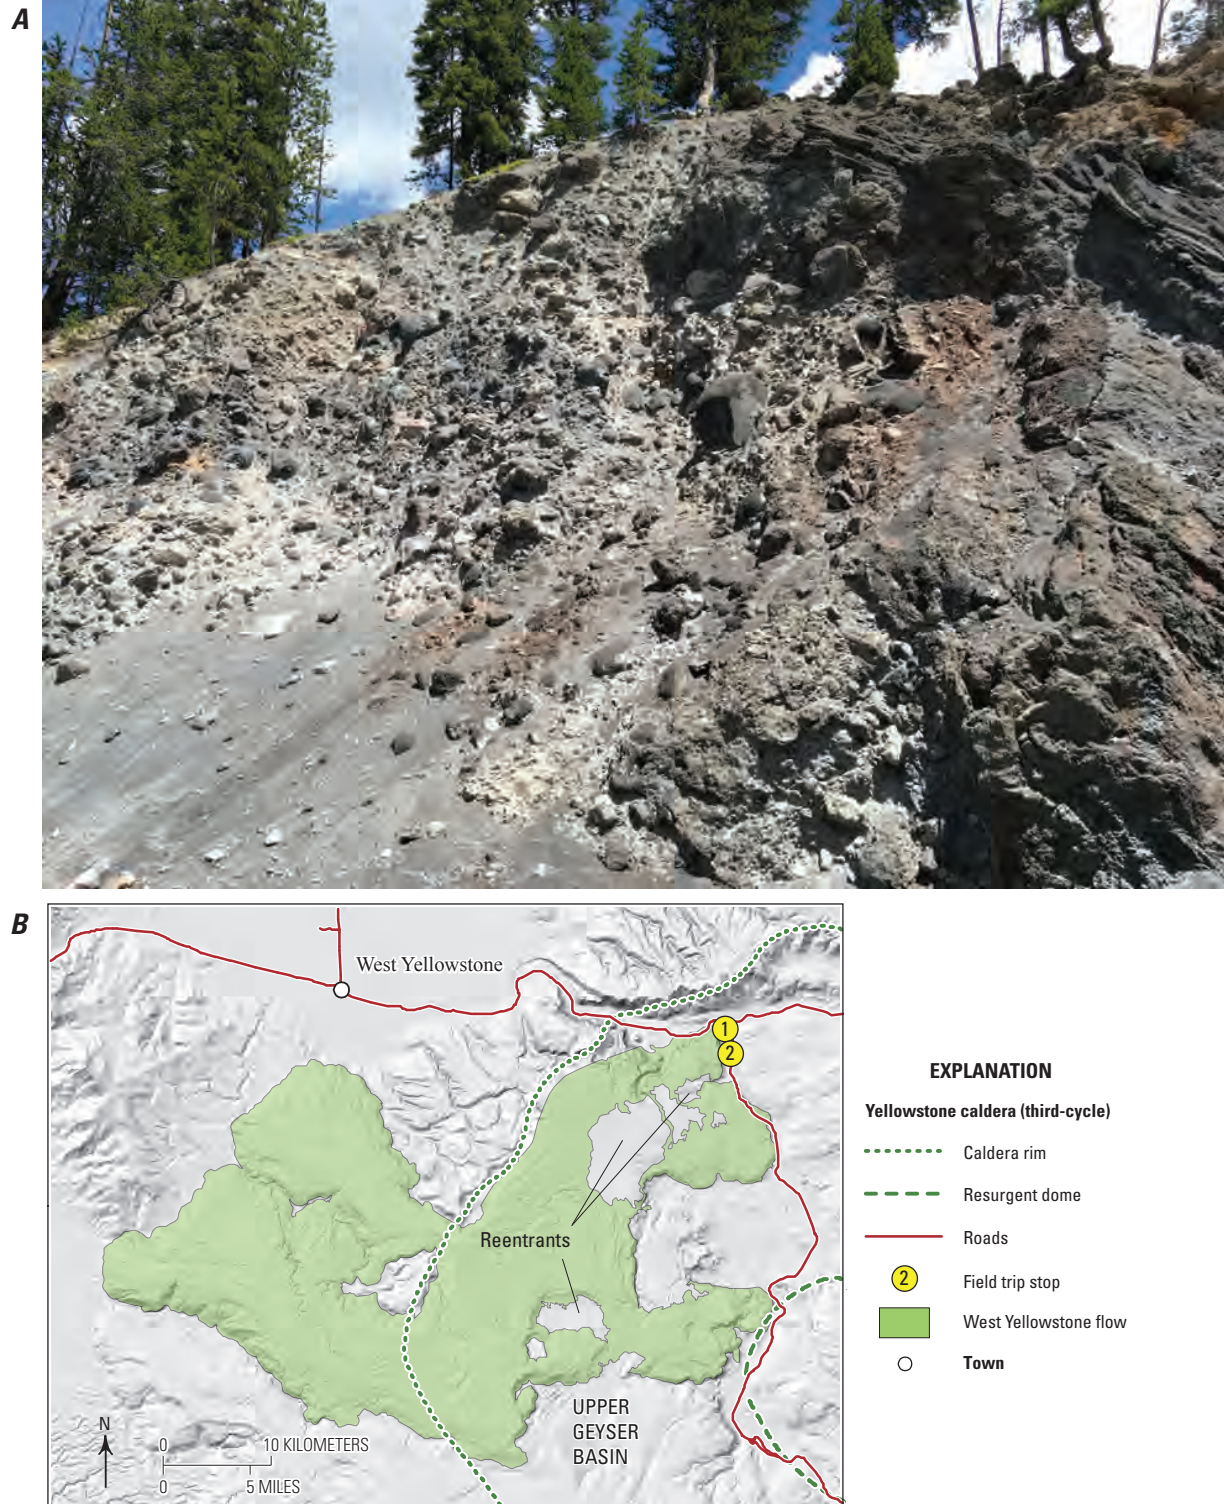 A
B
West Yellowstone
1
2
Reentrants
UPPER
GEYSER
BASIN
N
0 10 KILOMETERS
0 5 MILES
EXPLANATION
Yellowstone caldera (third-cycle)
Caldera rim
Resurgent dome
Roads
2 Field trip stop
West Yellowstone flow
Town